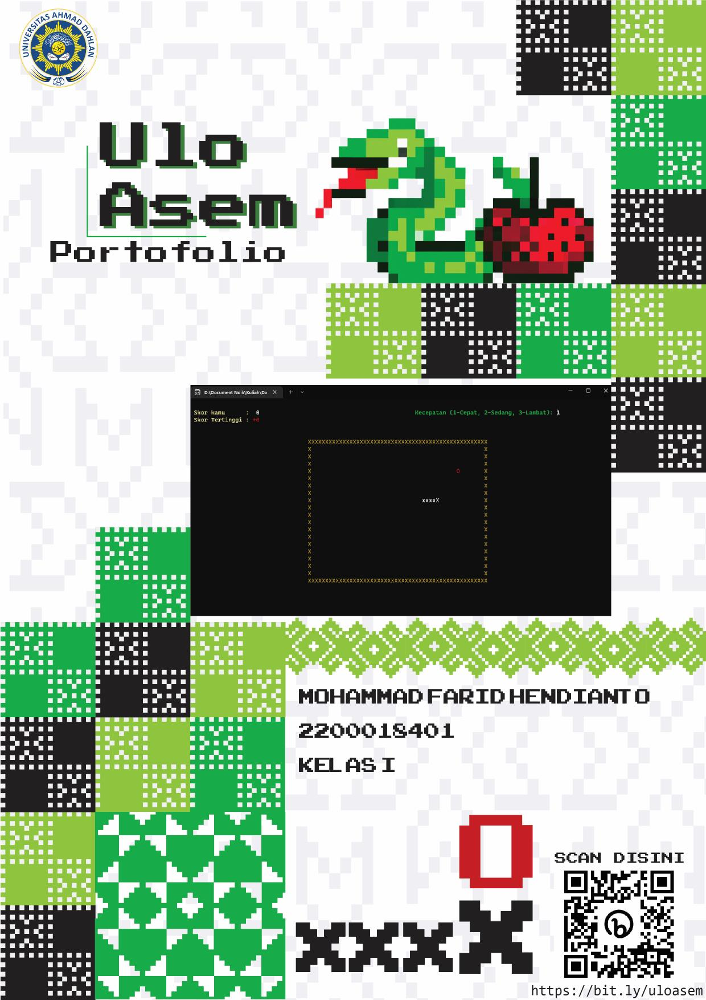 UNIVERSITAS AHMAD DAHLAN
Ulo
Asem
Portofolio
D:\Document Ndik\Kuliah\Da
Skor kamu : 0
Kecepatan (1-Cepat, 2-Sedang, 3-Lambat): 1
Skor Tertinggi : +0
XXXXXXXXXXXXXXXXXXXXXXXXXXXXXXXXXXXXXXXXXXXXXXXXXXXX
O
xxxxX
XXXXXXXXXXXXXXXXXXXXXXXXXXXXXXXXXXXXXXXXXXXXXXXXXXXX
MOHAMMAD FARID HENDIANTO
2200018401
KELAS I
O
xxxX
SCAN DISINI
https://bit.ly/uloasem